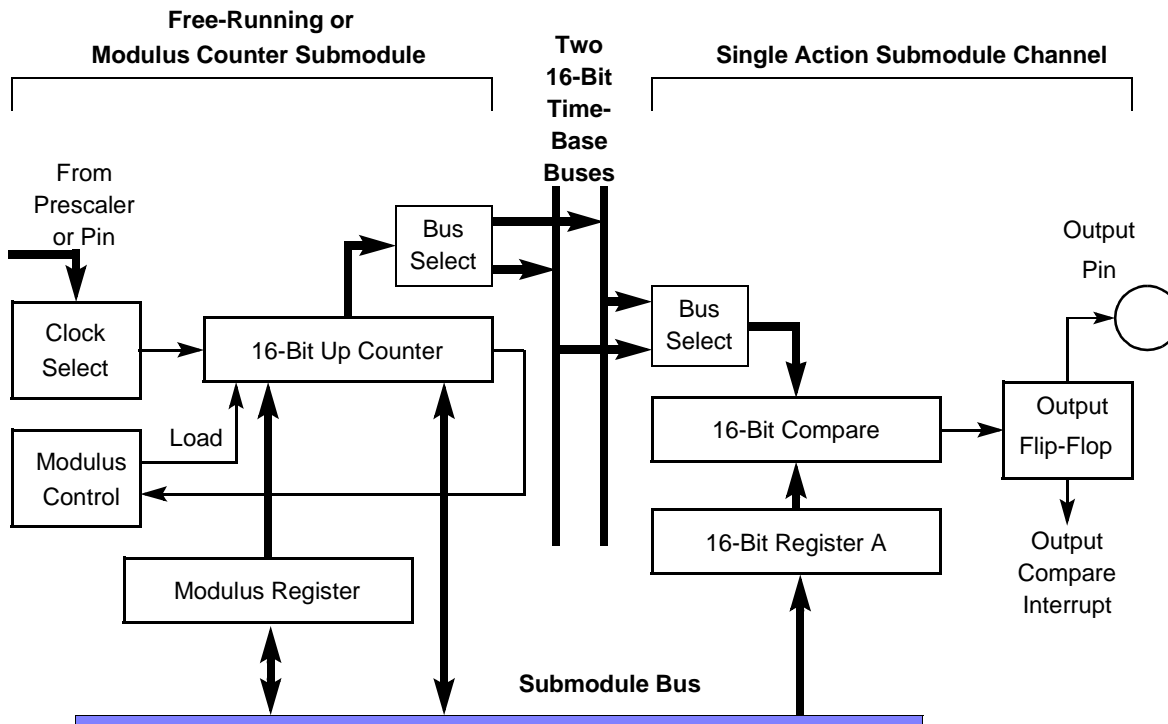 Free-Running or
Modulus Counter Submodule
Two
16-Bit
Time-
Base
Buses
Single Action Submodule Channel
From
Prescaler
or Pin
Bus
Select
Output
Pin
Clock
Select
16-Bit Up Counter
Bus
Select
Load
Modulus
Control
16-Bit Compare
Output
Flip-Flop
16-Bit Register A
Output
Compare
Interrupt
Modulus Register
Submodule Bus